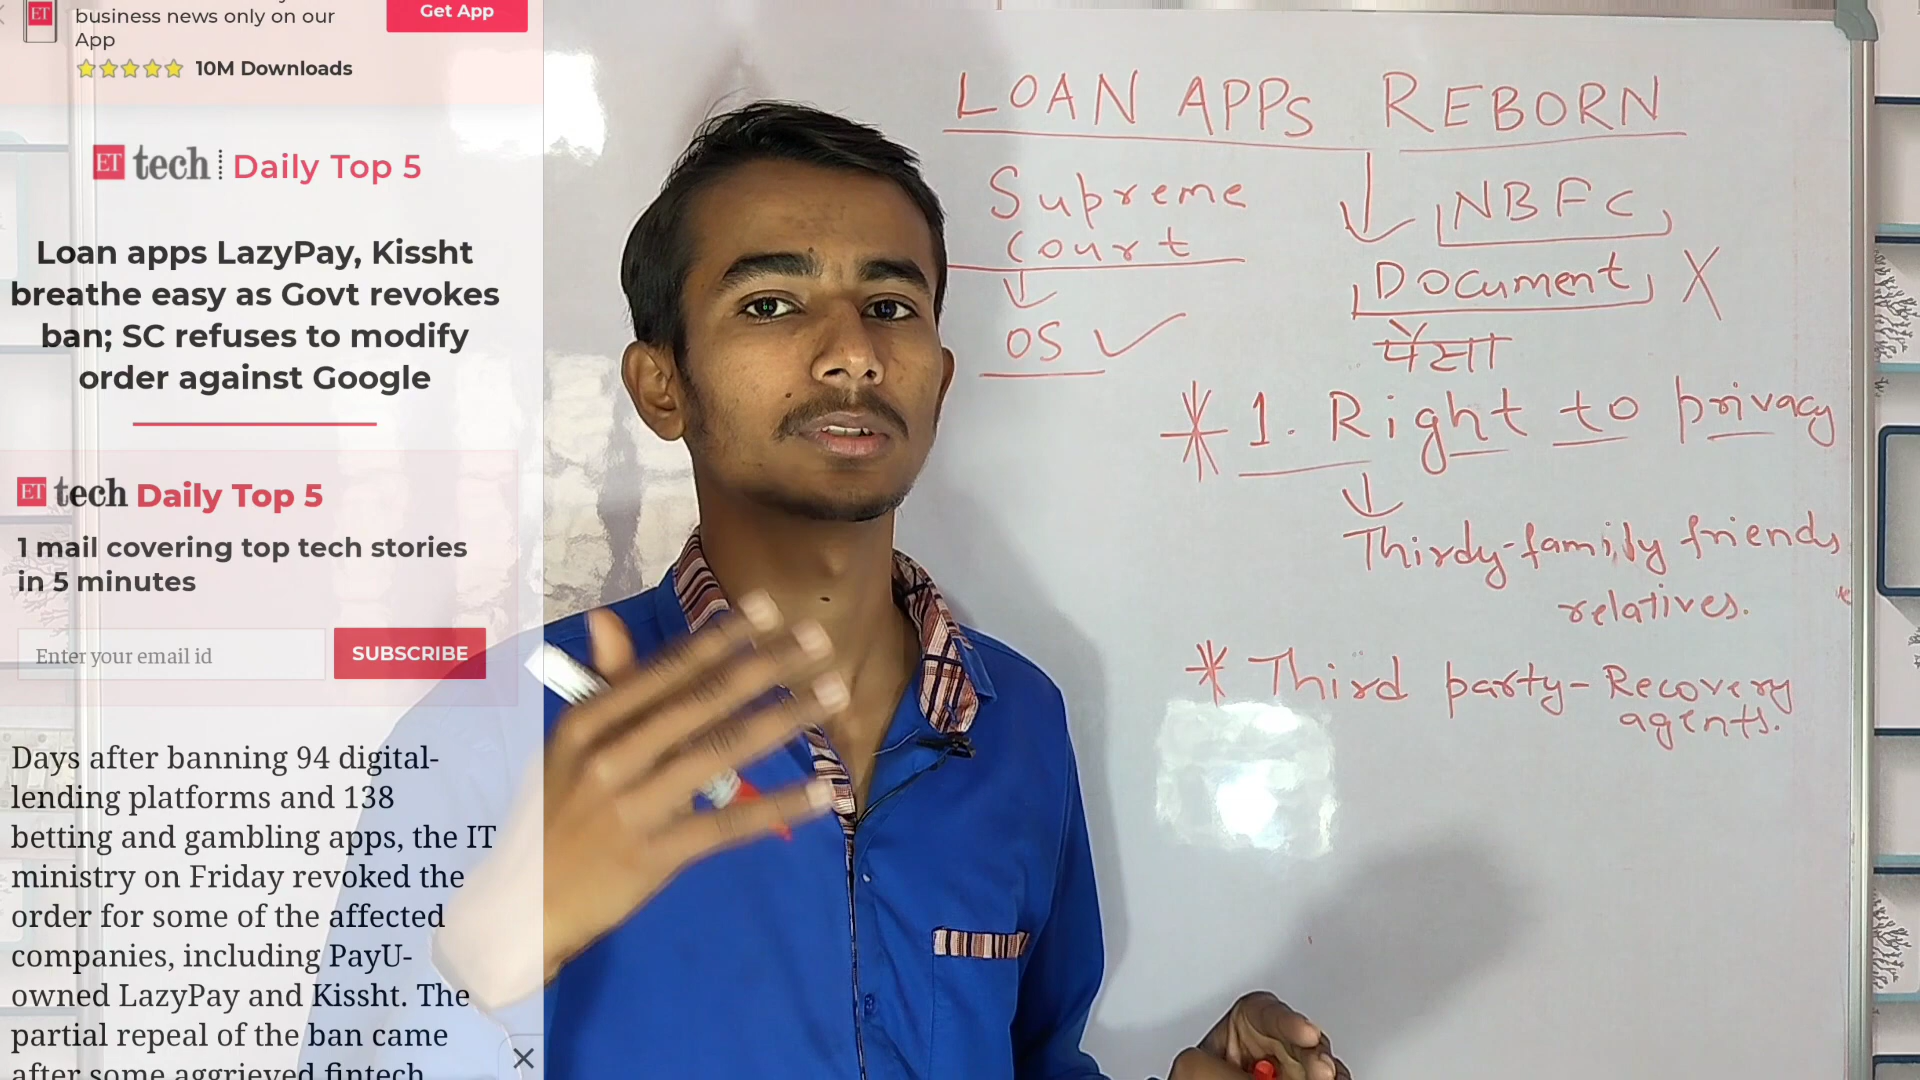 business news only on our
App
Get App
10M Downloads
ET tech Daily Top 5
Loan apps LazyPay, Kissht
breathe easy as Govt revokes
ban; SC refuses to modify
order against Google
ET tech Daily Top 5
1 mail covering top tech stories
in 5 minutes
Enter your email id
SUBSCRIBE
Days after banning 94 digital-
lending platforms and 138
betting and gambling apps, the IT
ministry on Friday revoked the
order for some of the affected
companies, including PayU-
owned LazyPay and Kissht. The
partial repeal of the ban came
after some aggrieved fintech
LOAN APPs REBORN
Supreme
Court
OS ✓
NBFC
Document X
पैसा
* 1. Right to privacy
Thirdy-family friends
relatives.
* Third party-Recovery
agents.